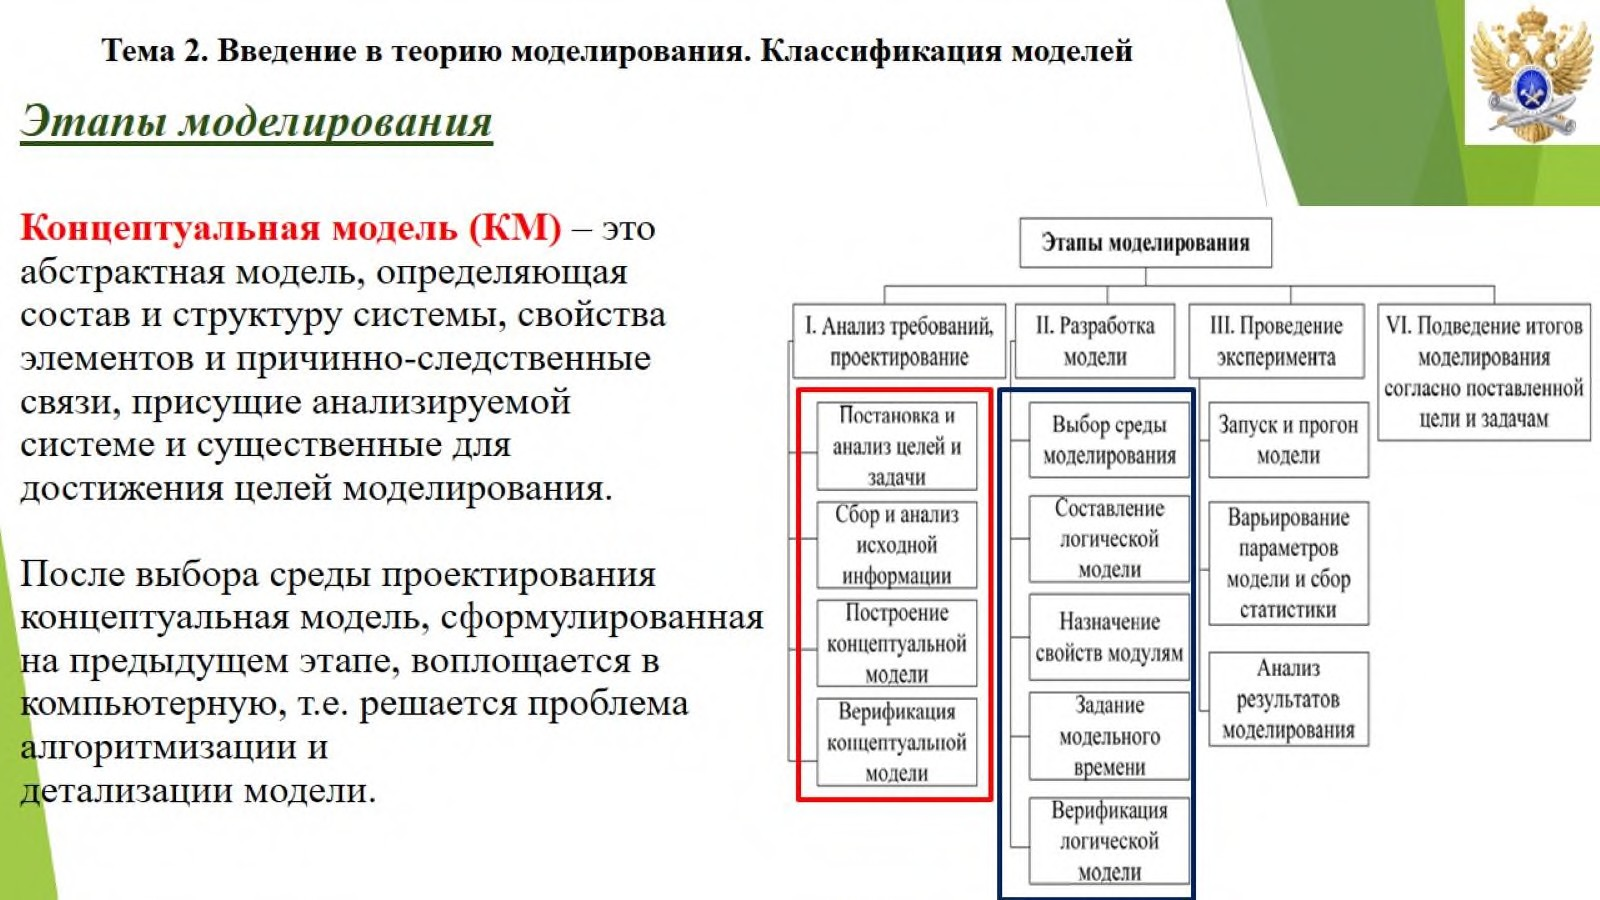 Тема 2. Введение в теорию моделирования. Классификация моделей
Этапы моделирования
Концептуальная модель (КМ) – это
абстрактная модель, определяющая
состав и структуру системы, свойства
элементов и причинно-следственные
связи, присущие анализируемой
системе и существенные для
достижения целей моделирования.
После выбора среды проектирования
концептуальная модель, сформулированная
на предыдущем этапе, воплощается в
компьютерную, т.е. решается проблема
алгоритмизации и
детализации модели.
Этапы моделирования
I. Анализ требований,
проектирование
Постановка и
анализ целей и
задачи
Сбор и анализ
исходной
информации
Построение
концептуальной
модели
Верификация
концептуальной
модели
II. Разработка
модели
Выбор среды
моделирования
Составление
логической
модели
Назначение
свойств модулям
Задание
модельного
времени
Верификация
логической
модели
III. Проведение
эксперимента
Запуск и прогон
модели
Варьирование
параметров
модели и сбор
статистики
Анализ
результатов
моделирования
VI. Подведение итогов
моделирования
согласно поставленной
цели и задачам